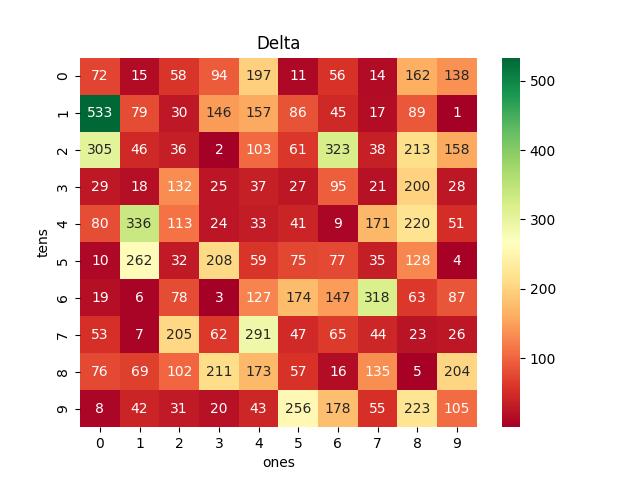 Delta
0 72 15 58 94 197 11 56 14 162 138
1 533 79 30 146 157 86 45 17 89 1
2 305 46 36 2 103 61 323 38 213 158
3 29 18 132 25 37 27 95 21 200 28
4 80 336 113 24 33 41 9 171 220 51
5 10 262 32 208 59 75 77 35 128 4
6 19 6 78 3 127 174 147 318 63 87
7 53 7 205 62 291 47 65 44 23 26
8 76 69 102 211 173 57 16 135 5 204
9 8 42 31 20 43 256 178 55 223 105
0 1 2 3 4 5 6 7 8 9
ones
tens
500
400
300
200
100